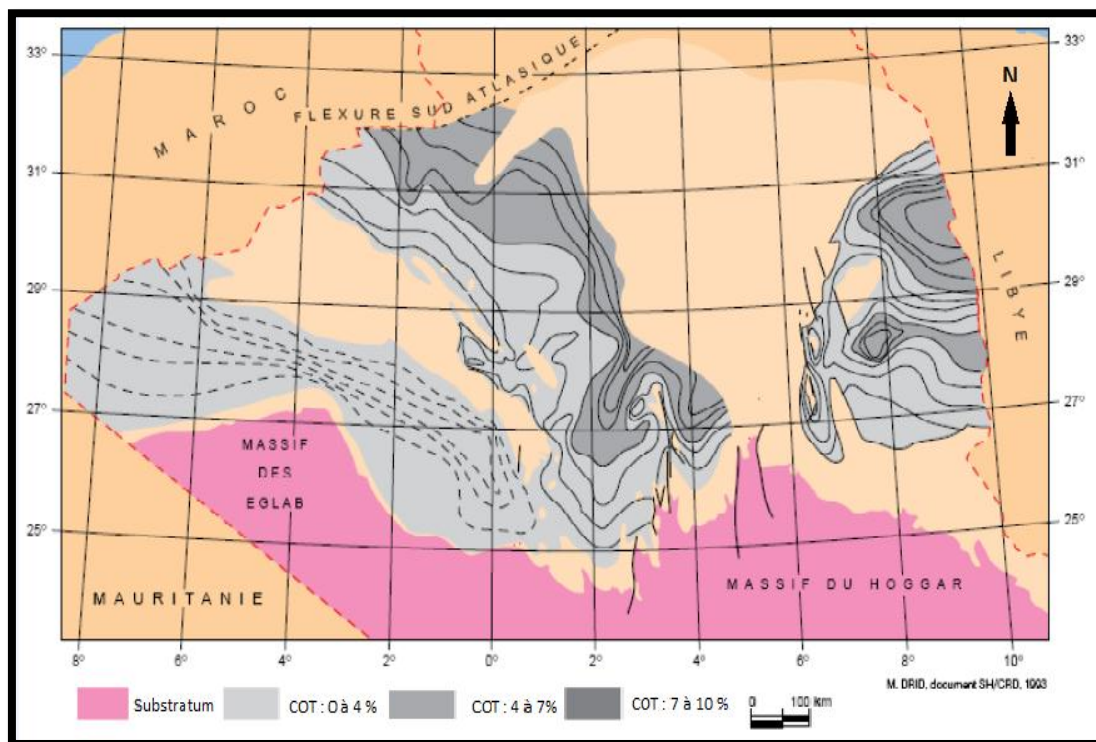 33°
33°
N
MAROC
FLEXURE SUD ATLASIQUE
31°
31°
LIBYE
29°
29°
27°
27°
MASSIF
DES
EGLAB
25°
25°
MASSIF DU HOGGAR
MAURITANIE
8° 6° 4° 2° 0° 2° 4° 6° 8° 10°
M. DRID, document SH/CRD, 1993
Substratum COT : 0 à 4 % COT : 4 à 7% COT : 7 à 10 % 0 100 km